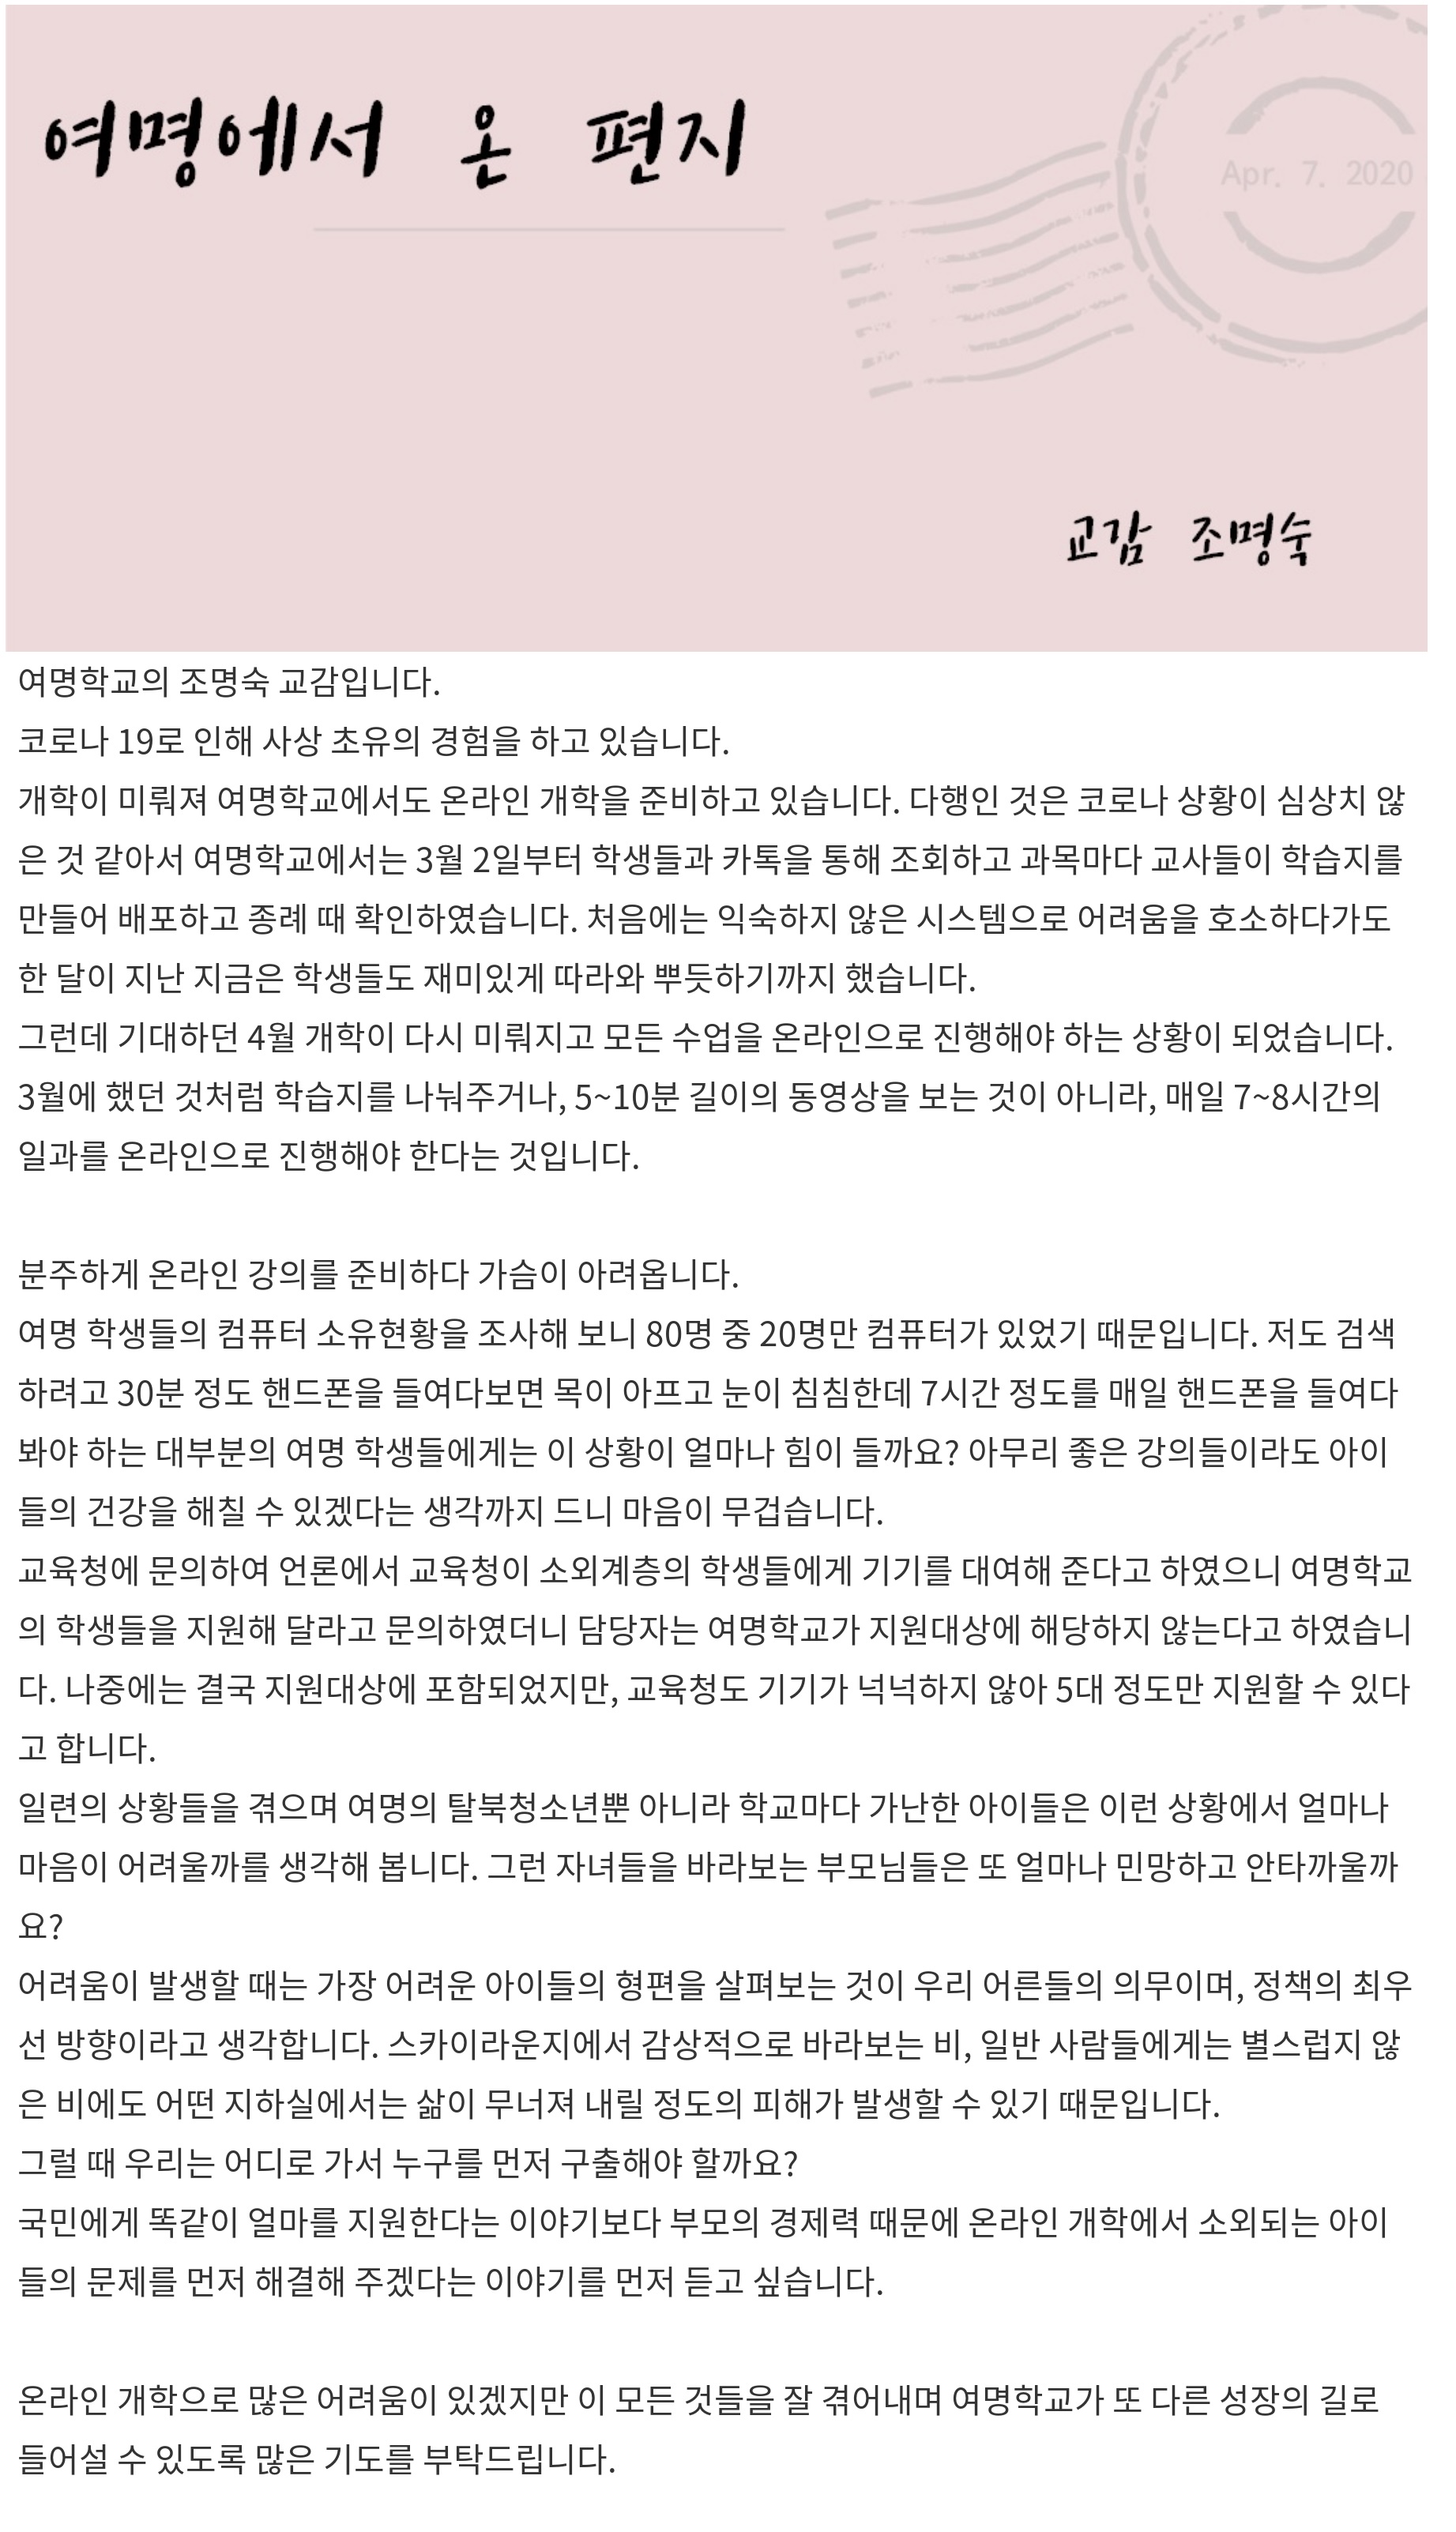 여명에서 온 편지
Apr. 7. 2020
교감 조명숙
여명학교의 조명숙 교감입니다.
코로나 19로 인해 사상 초유의 경험을 하고 있습니다.
개학이 미뤄져 여명학교에서도 온라인 개학을 준비하고 있습니다. 다행인 것은 코로나 상황이 심상치 않
은 것 같아서 여명학교에서는 3월 2일부터 학생들과 카톡을 통해 조회하고 과목마다 교사들이 학습지를
만들어 배포하고 종례 때 확인하였습니다. 처음에는 익숙하지 않은 시스템으로 어려움을 호소하다가도
한 달이 지난 지금은 학생들도 재미있게 따라와 뿌듯하기까지 했습니다.
그런데 기대하던 4월 개학이 다시 미뤄지고 모든 수업을 온라인으로 진행해야 하는 상황이 되었습니다.
3월에 했던 것처럼 학습지를 나눠주거나, 5~10분 길이의 동영상을 보는 것이 아니라, 매일 7~8시간의
일과를 온라인으로 진행해야 한다는 것입니다.
분주하게 온라인 강의를 준비하다 가슴이 아려옵니다.
여명 학생들의 컴퓨터 소유현황을 조사해 보니 80명 중 20명만 컴퓨터가 있었기 때문입니다. 저도 검색
하려고 30분 정도 핸드폰을 들여다보면 목이 아프고 눈이 침침한데 7시간 정도를 매일 핸드폰을 들여다
봐야 하는 대부분의 여명 학생들에게는 이 상황이 얼마나 힘이 들까요? 아무리 좋은 강의들이라도 아이
들의 건강을 해칠 수 있겠다는 생각까지 드니 마음이 무겁습니다.
교육청에 문의하여 언론에서 교육청이 소외계층의 학생들에게 기기를 대여해 준다고 하였으니 여명학교
의 학생들을 지원해 달라고 문의하였더니 담당자는 여명학교가 지원대상에 해당하지 않는다고 하였습니
다. 나중에는 결국 지원대상에 포함되었지만, 교육청도 기기가 넉넉하지 않아 5대 정도만 지원할 수 있다
고 합니다.
일련의 상황들을 겪으며 여명의 탈북청소년뿐 아니라 학교마다 가난한 아이들은 이런 상황에서 얼마나
마음이 어려울까를 생각해 봅니다. 그런 자녀들을 바라보는 부모님들은 또 얼마나 민망하고 안타까울까
요?
어려움이 발생할 때는 가장 어려운 아이들의 형편을 살펴보는 것이 우리 어른들의 의무이며, 정책의 최우
선 방향이라고 생각합니다. 스카이라운지에서 감상적으로 바라보는 비, 일반 사람들에게는 별스럽지 않
은 비에도 어떤 지하실에서는 삶이 무너져 내릴 정도의 피해가 발생할 수 있기 때문입니다.
그럴 때 우리는 어디로 가서 누구를 먼저 구출해야 할까요?
국민에게 똑같이 얼마를 지원한다는 이야기보다 부모의 경제력 때문에 온라인 개학에서 소외되는 아이
들의 문제를 먼저 해결해 주겠다는 이야기를 먼저 듣고 싶습니다.
온라인 개학으로 많은 어려움이 있겠지만 이 모든 것들을 잘 겪어내며 여명학교가 또 다른 성장의 길로
들어설 수 있도록 많은 기도를 부탁드립니다.